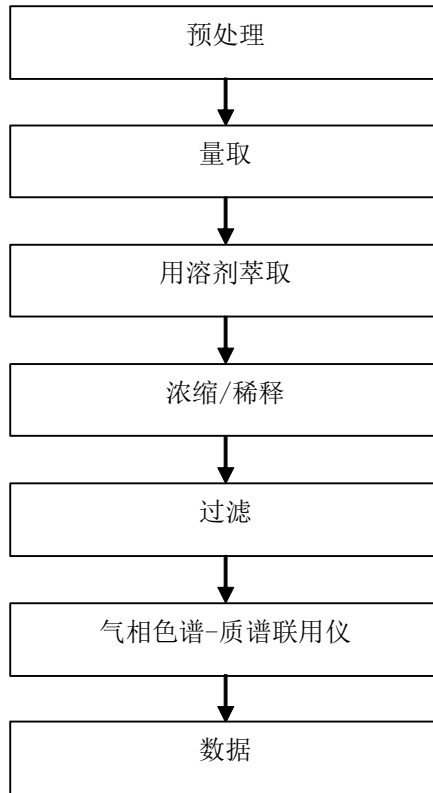 预处理
量取
用溶剂萃取
浓缩/稀释
过滤
气相色谱-质谱联用仪
数据